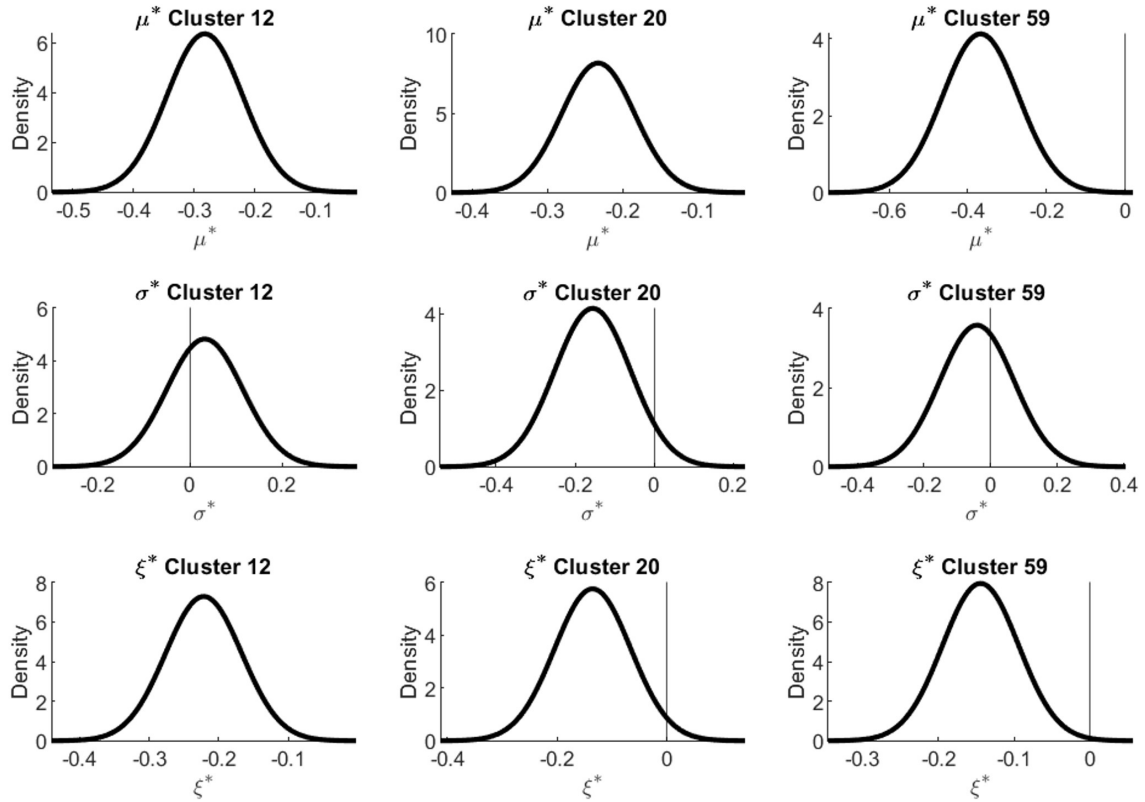 μ* Cluster 12
Density
6
4
2
0
-0.5 -0.4 -0.3 -0.2 -0.1
μ*
μ* Cluster 20
Density
10
5
0
-0.4 -0.3 -0.2 -0.1
μ*
μ* Cluster 59
Density
4
2
0
-0.6 -0.4 -0.2 0
μ*
σ* Cluster 12
Density
6
4
2
0
-0.2 0 0.2
σ*
σ* Cluster 20
Density
4
2
0
-0.4 -0.2 0 0.2
σ*
σ* Cluster 59
Density
4
2
0
-0.4 -0.2 0 0.2 0.4
σ*
ξ* Cluster 12
Density
8
6
4
2
0
-0.4 -0.3 -0.2 -0.1
ξ*
ξ* Cluster 20
Density
6
4
2
0
-0.4 -0.2 0
ξ*
ξ* Cluster 59
Density
8
6
4
2
0
-0.3 -0.2 -0.1 0
ξ*